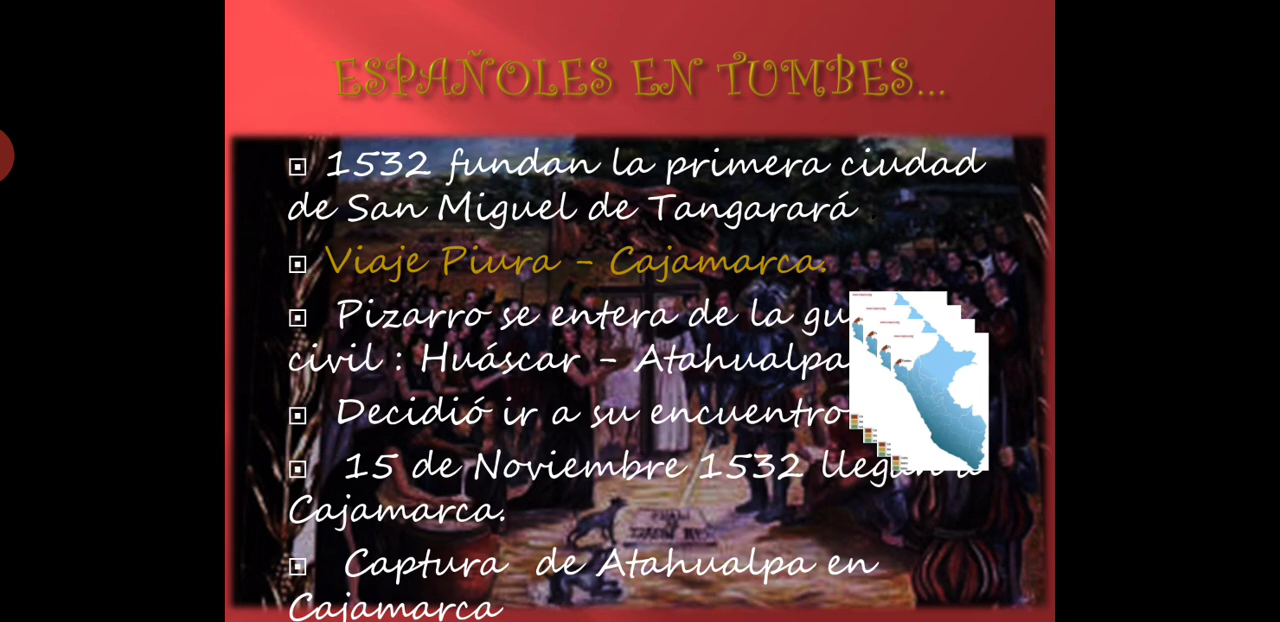 ESPAÑOLES EN TUMBES...
1532 fundan la primera ciudad
de San Miguel de Tangarará
Viaje Piura - Cajamarca.
Pizarro se entera de la
civil : Huáscar - Atahualpa
Decidió ir a su encuentro
15 de Noviembre 1532
Cajamarca.
Captura de Atahualpa en
Cajamarca